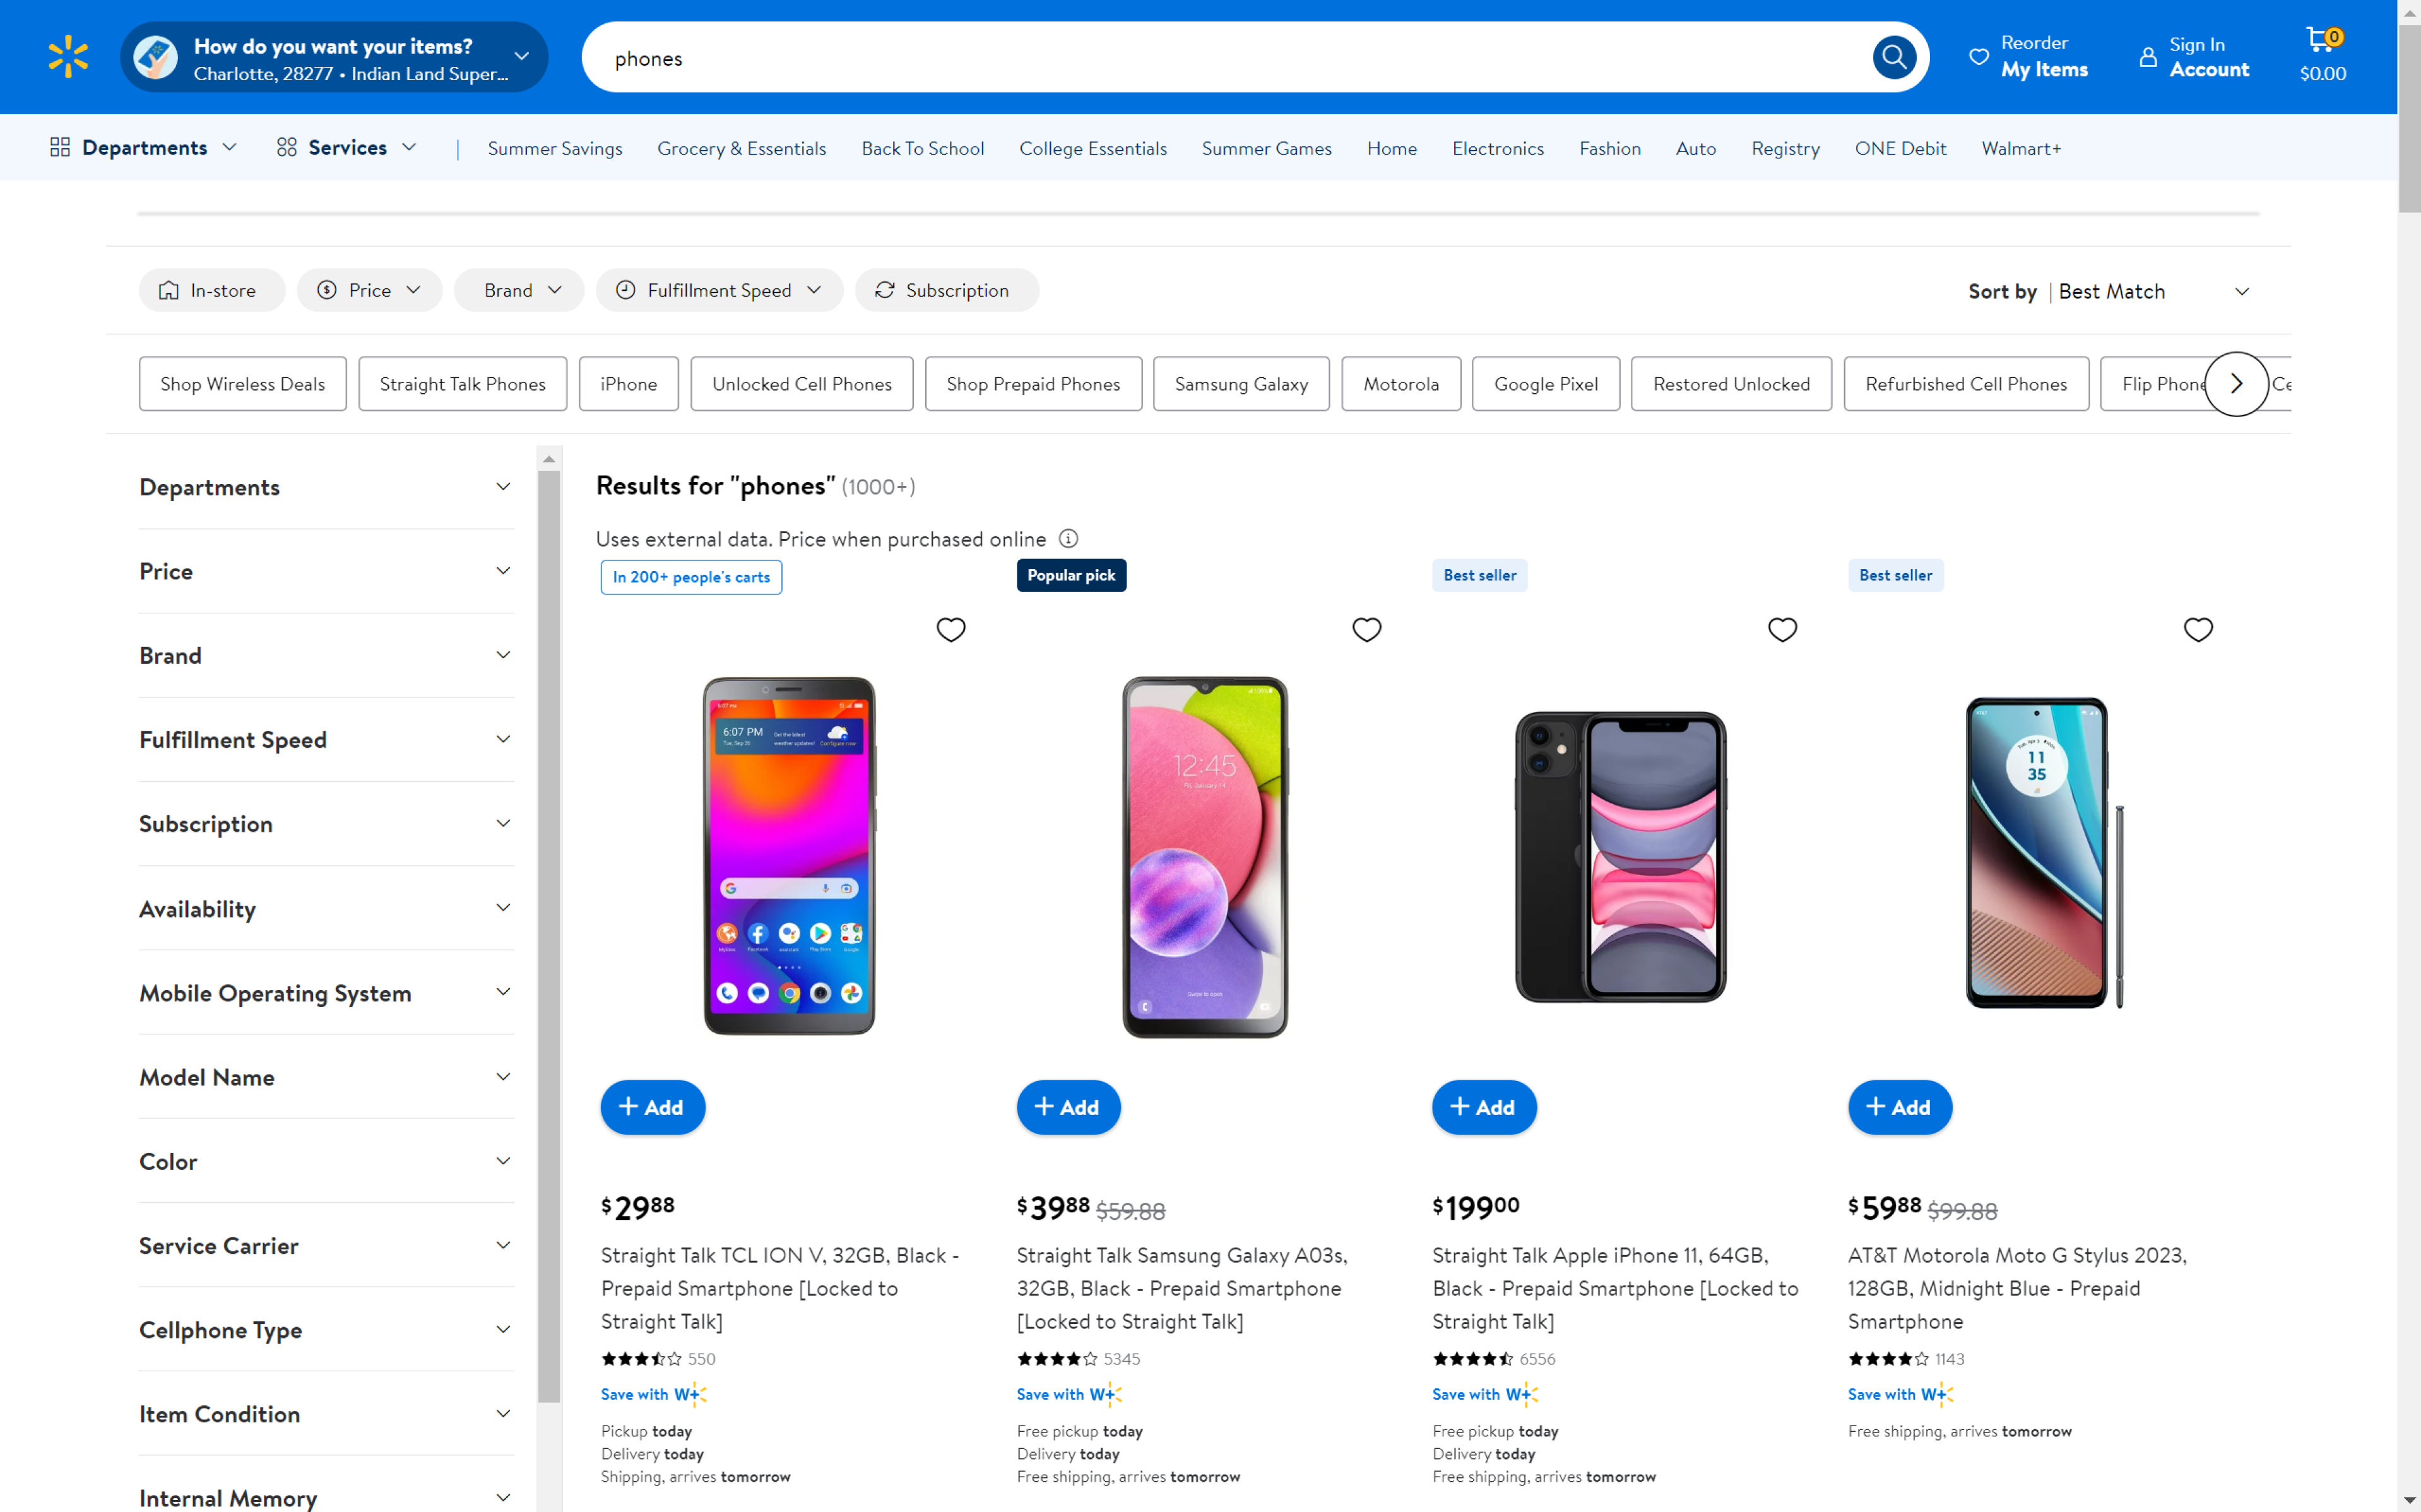 How do you want your items?
Charlotte, 28277 • Indian Land Super...
phones
Reorder
My Items
Sign In
Account
0
$0.00
Departments
Services
Summer Savings
Grocery & Essentials
Back To School
College Essentials
Summer Games
Home
Electronics
Fashion
Auto
Registry
ONE Debit
Walmart+
In-store
Price
Brand
Fulfillment Speed
Subscription
Sort by | Best Match
Shop Wireless Deals
Straight Talk Phones
iPhone
Unlocked Cell Phones
Shop Prepaid Phones
Samsung Galaxy
Motorola
Google Pixel
Restored Unlocked
Refurbished Cell Phones
Flip Phone
Ce
Departments
Price
Brand
Fulfillment Speed
Subscription
Availability
Mobile Operating System
Model Name
Color
Service Carrier
Cellphone Type
Item Condition
Internal Memory
Results for "phones" (1000+)
Uses external data. Price when purchased online
In 200+ people's carts
6:07 PM
Add
$29.88
Straight Talk TCL ION V, 32GB, Black -
Prepaid Smartphone [Locked to
Straight Talk]
550
Save with W+
Pickup today
Delivery today
Shipping, arrives tomorrow
Popular pick
12:45
Add
$39.88 $59.88
Straight Talk Samsung Galaxy A03s,
32GB, Black - Prepaid Smartphone
[Locked to Straight Talk]
5345
Save with W+
Free pickup today
Delivery today
Free shipping, arrives tomorrow
Best seller
Add
$199.00
Straight Talk Apple iPhone 11, 64GB,
Black - Prepaid Smartphone [Locked to
Straight Talk]
6556
Save with W+
Free pickup today
Delivery today
Free shipping, arrives tomorrow
Best seller
11
35
Add
$59.88 $99.88
AT&T Motorola Moto G Stylus 2023,
128GB, Midnight Blue - Prepaid
Smartphone
1143
Save with W+
Free shipping, arrives tomorrow